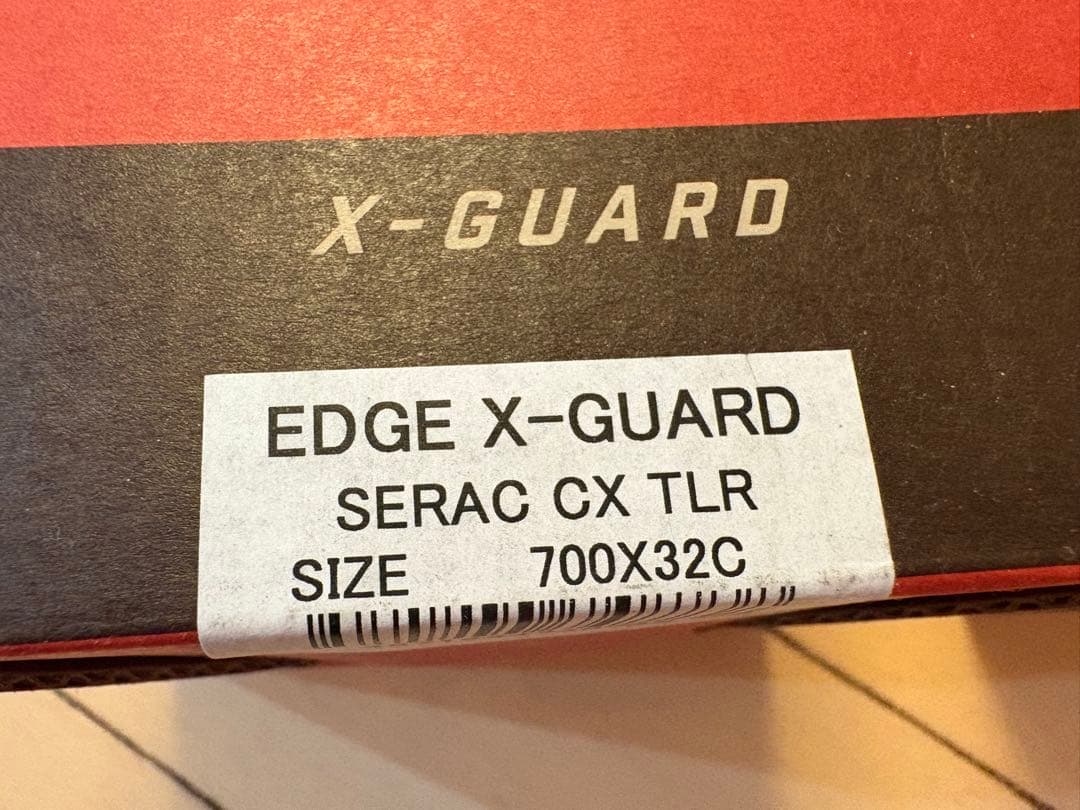 X-GUARD
EDGE X-GUARD
SERAC CX TLR
SIZE 700X32C